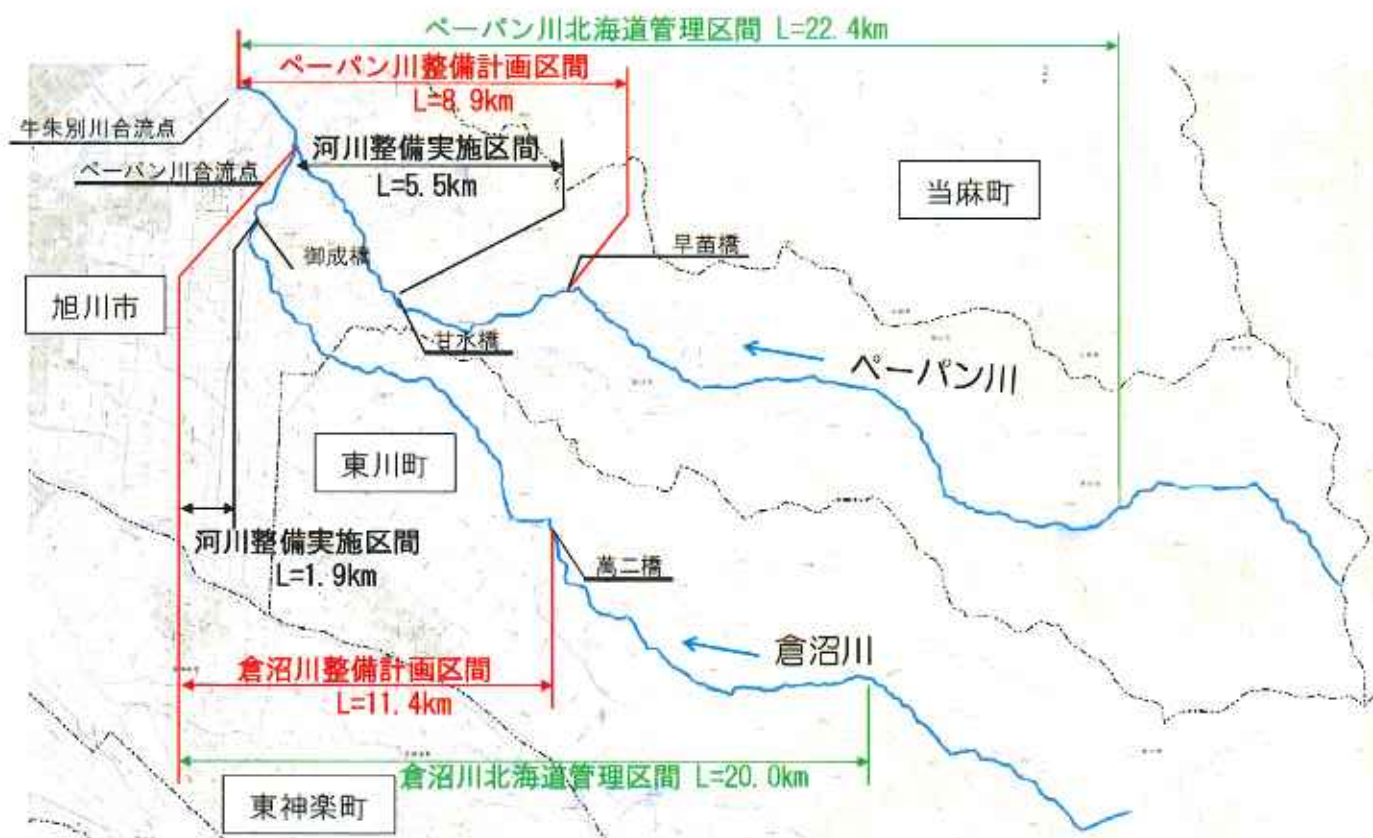 ペーパン川北海道管理区間 L=22.4km
ペーパン川整備計画区間
L=8.9km
牛朱別川合流点
河川整備実施区間
ペーパン川合流点
L=5.5km
当麻町
早苗橋
御成橋
旭川市
甘水橋
ペーパン川
東川町
河川整備実施区間
L=1.9km
萬二橋
倉沼川
倉沼川整備計画区間
L=11.4km
倉沼川北海道管理区間 L=20.0km
東神楽町